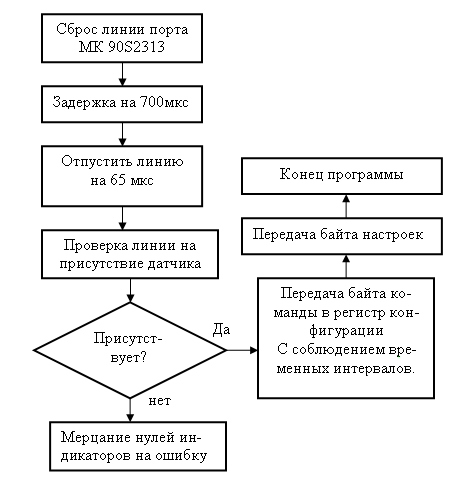 Сброс линии порта
МК 90S2313
Задержка на 700мкс
Отпустить линию
на 65 мкс
Проверка линии на
присутствие датчика
Присутст-
вует?
Да
нет
Мерцание нулей ин-
дикаторов на ошибку
Передача байта ко-
манды в регистр кон-
фигурации
С соблюдением вре-
менных интервалов.
Передача байта настроек
Конец программы